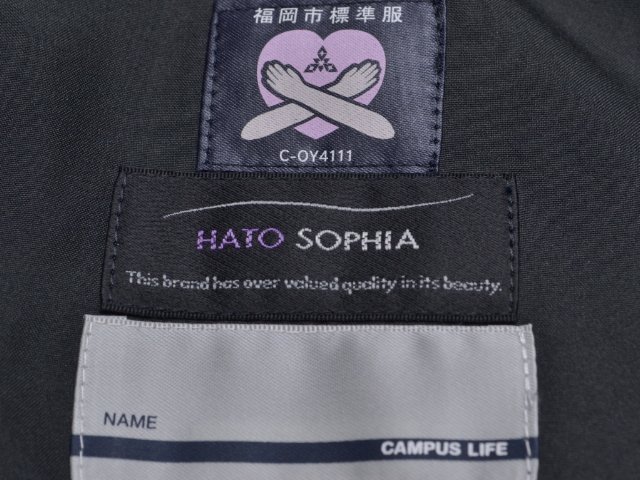 福岡市標準服
C-OY4111
HATO SOPHIA
This brand has over valued quality in its beauty.
NAME
CAMPUS LIFE